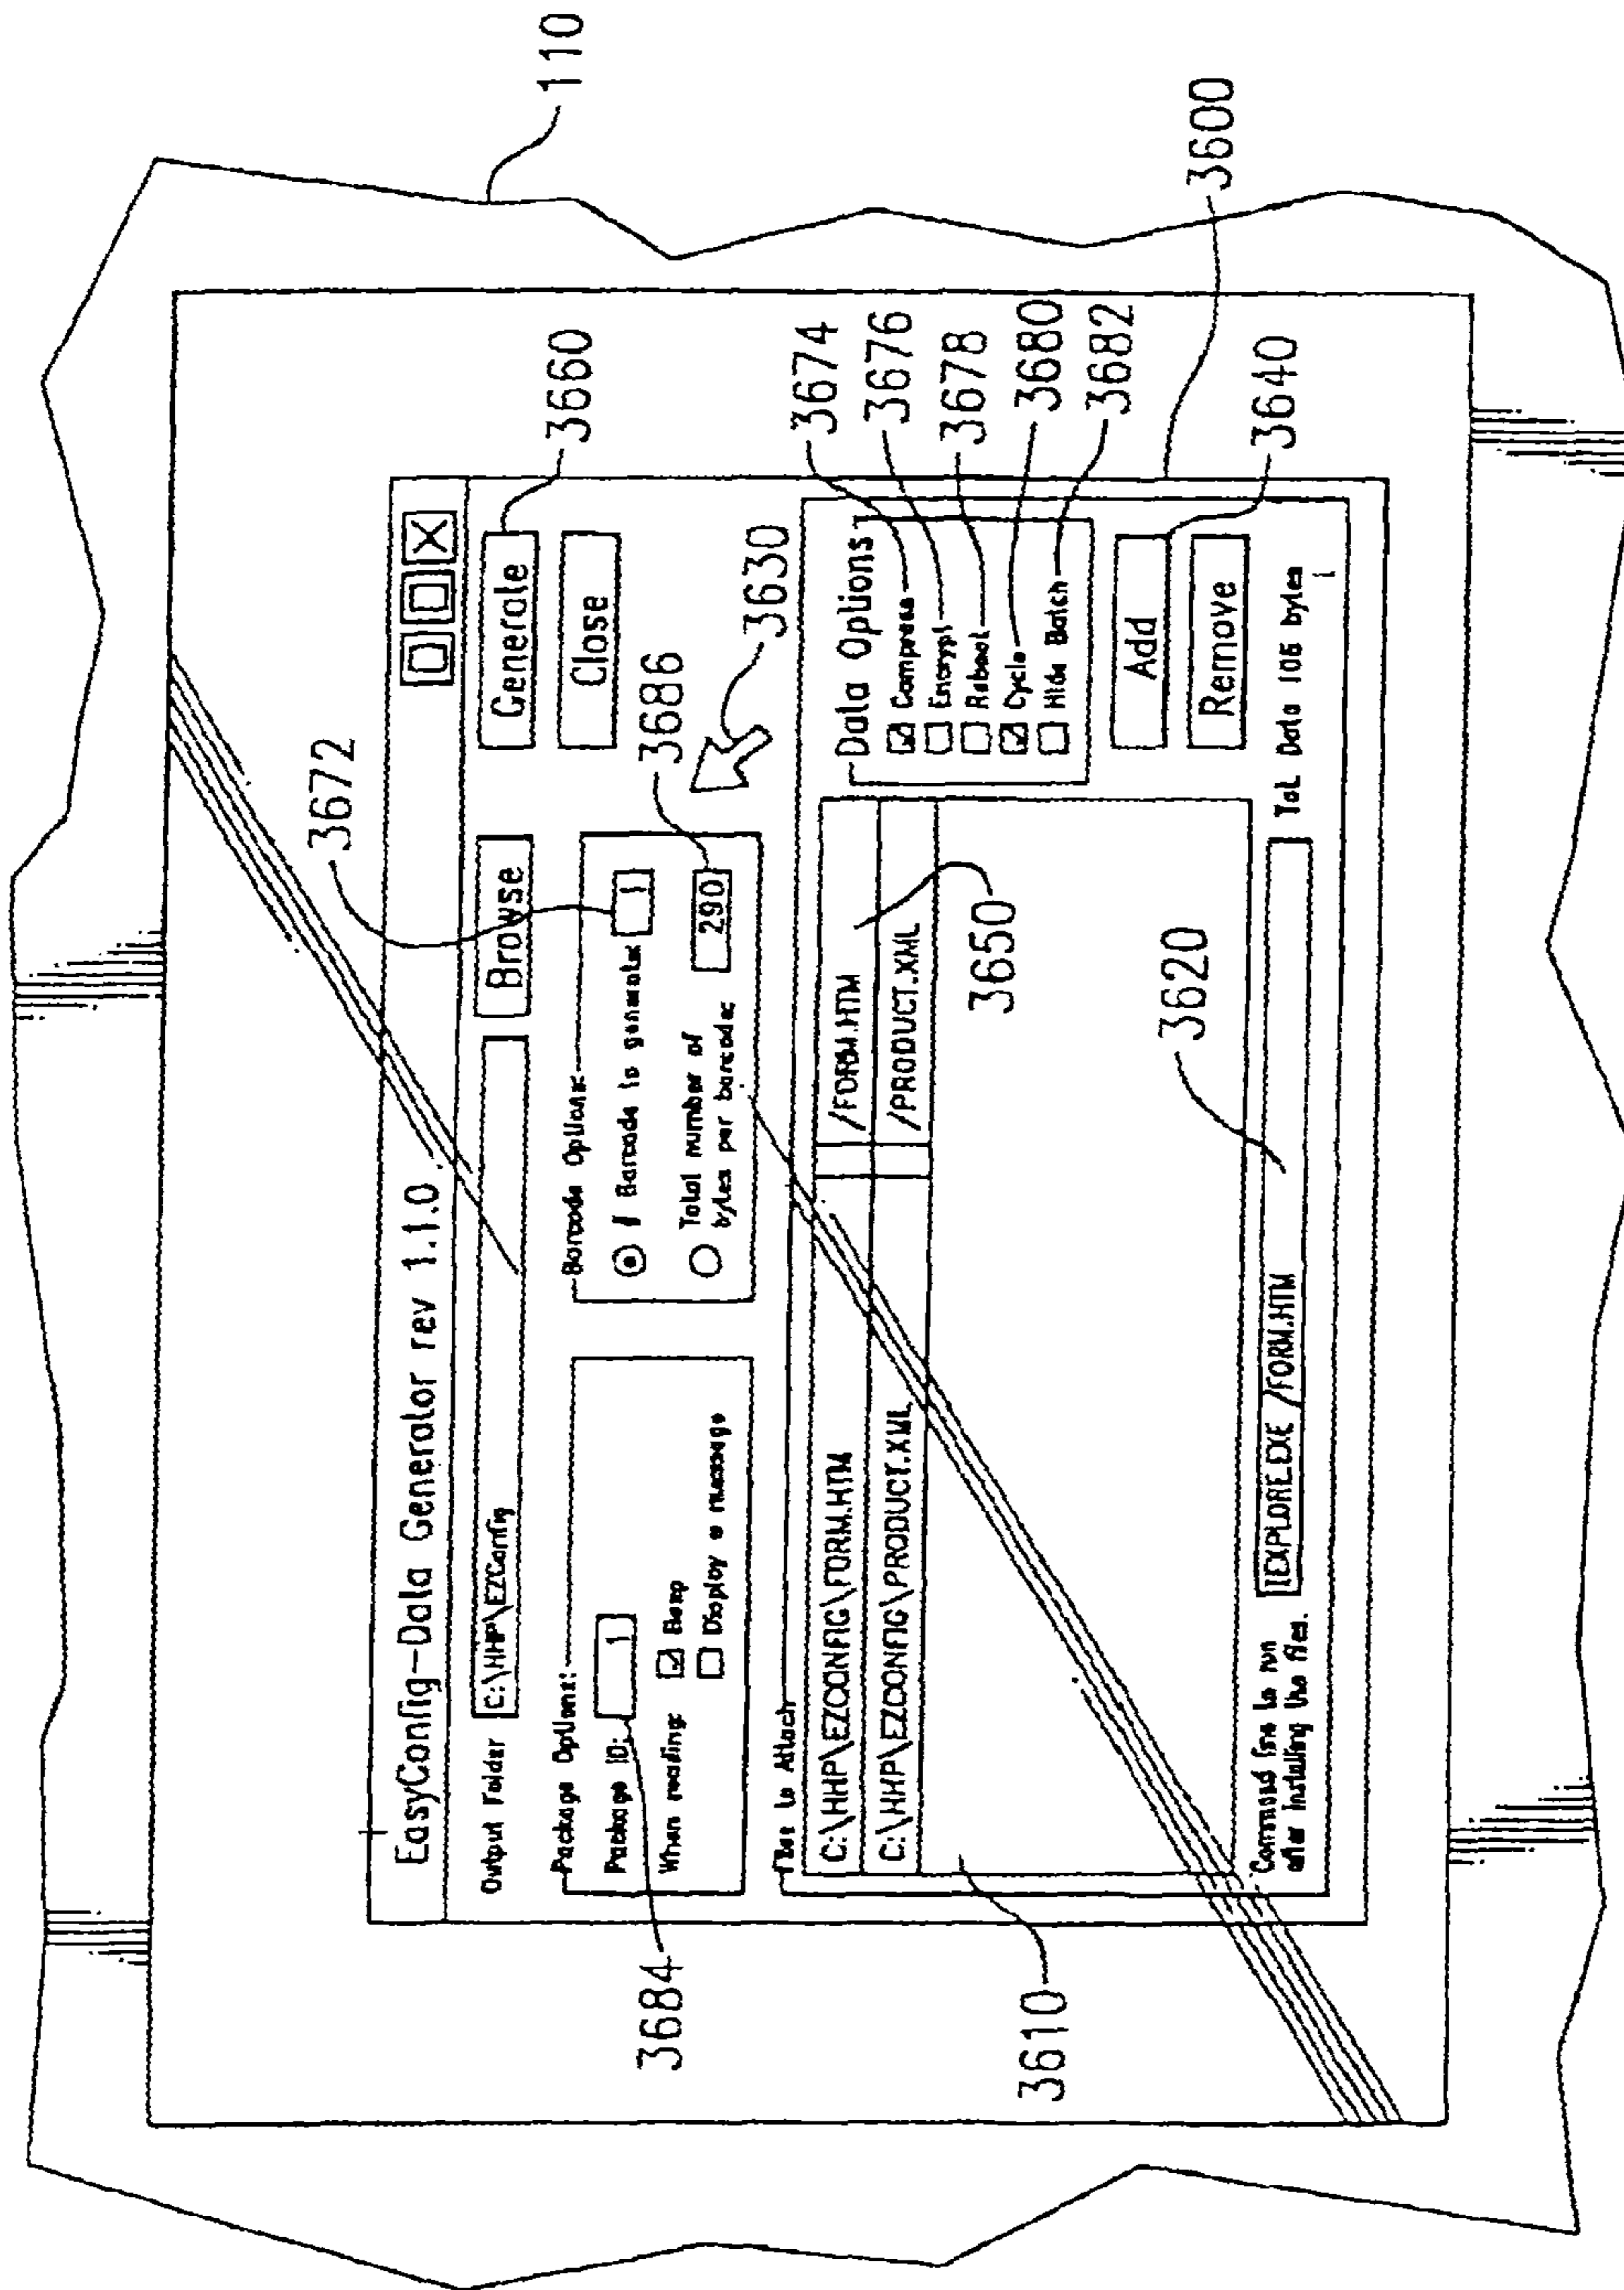 110
EasyConfig-Data Generator rev 1.1.0
Output Folder C:\HHP\EZConfig Browse Generate
3660
Close
3672
Package Options:
Package ID: 1
When reading: Beep
Display a message
3684
Barcode Options:
# Barcode to generate: 1
Total number of
bytes per barcode: 290
3686
3630
Files to Attach
C:\HHP\EZCONFIG\FORM.HTM /FORM.HTM
C:\HHP\EZCONFIG\PRODUCT.XML /PRODUCT.XML
3610
3650
Data Options
Compress 3674
Encrypt 3676
Reboot 3678
Cycle 3680
Hide Batch 3682
Add 3640
Remove
3600
Command line to run
after installing the files.
IEXPLORE.EXE /FORM.HTM
3620
Tot. Data 106 bytes